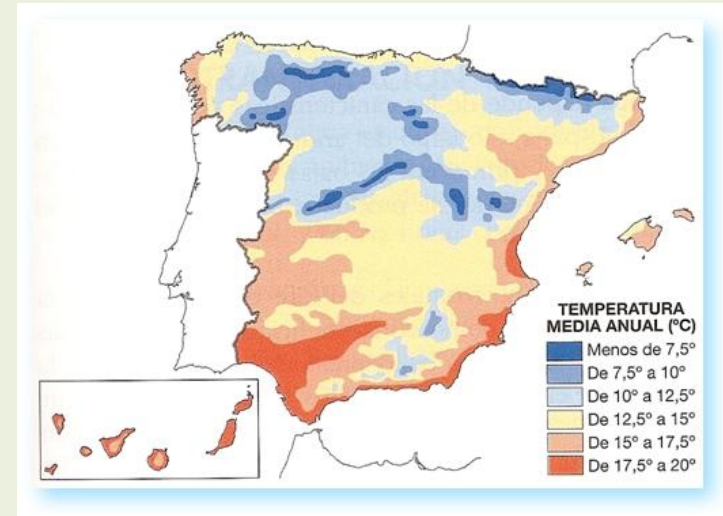 TEMPERATURA
MEDIA ANUAL (ºC)
Menos de 7,5º
De 7,5º a 10º
De 10º a 12,5º
De 12,5º a 15º
De 15º a 17,5º
De 17,5º a 20º